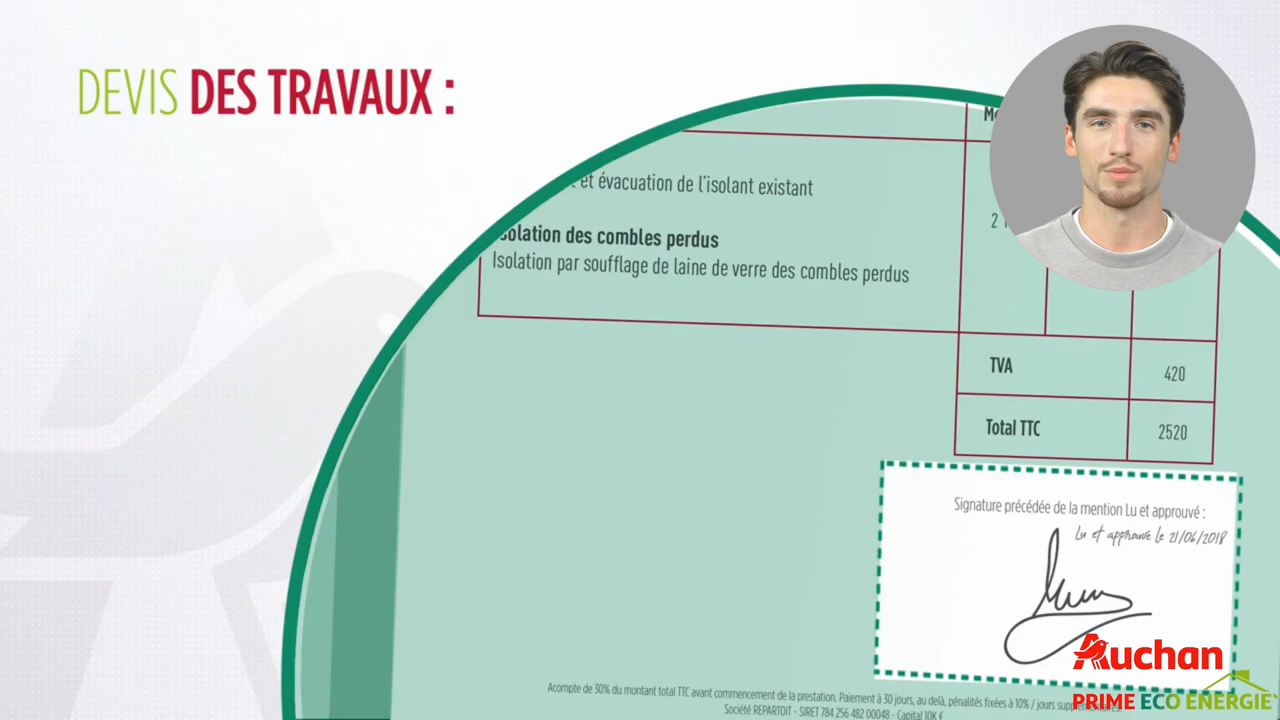 DEVIS DES TRAVAUX :
et évacuation de l'isolant existant
2
Isolation des combles perdus
Isolation par soufflage de laine de verre des combles perdus
TVA 420
Total TTC 2520
Signature précédée de la mention Lu et approuvé :
Lu et approuvé le 21/06/2018
Auchan
PRIME ECO ENERGIE
Acompte de 30% du montant total TTC avant commencement de la prestation. Paiement à 30 jours, au delà, pénalités fixées à 10% / jours supplémentaires.
Société REPARTOIT - SIRET 784 256 482 00048 - Capital 10K €